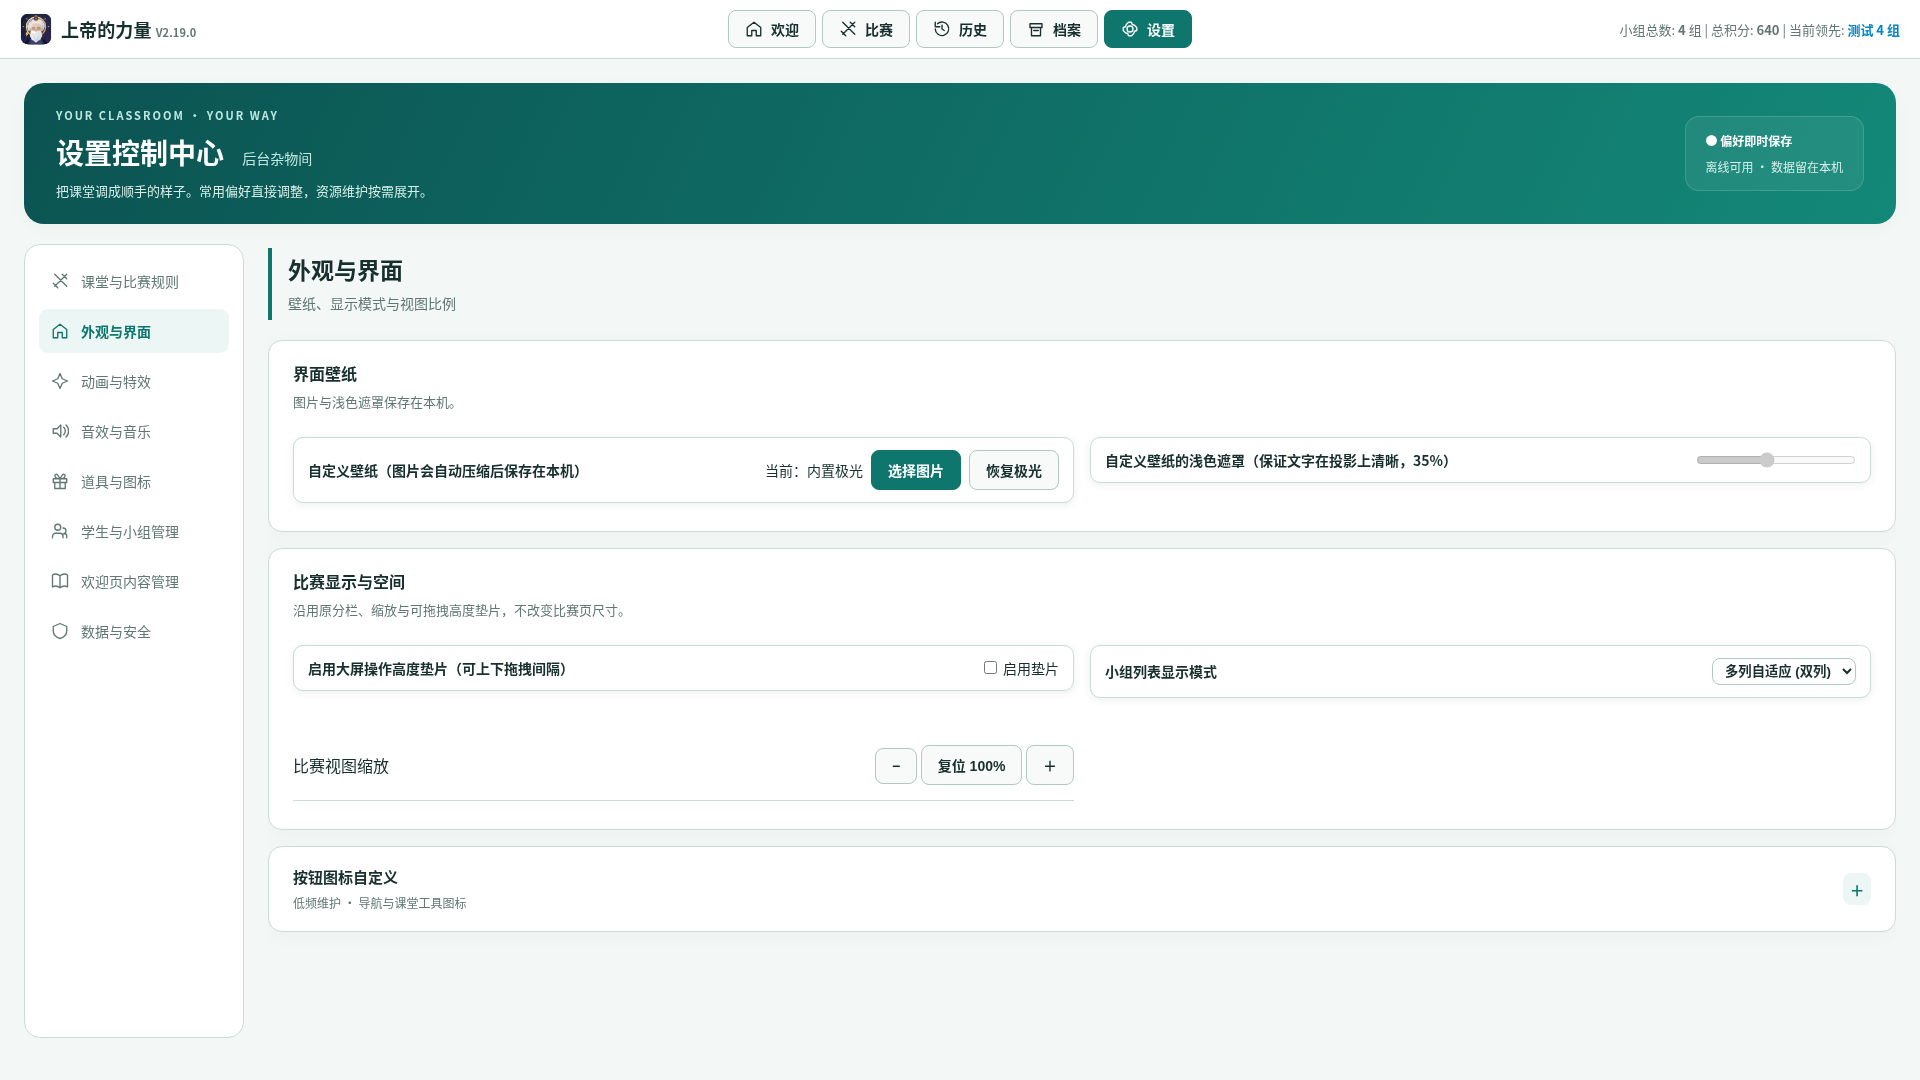 上帝的力量 V2.19.0
欢迎
比赛
历史
档案
设置
小组总数: 4 组 | 总积分: 640 | 当前领先: 测试 4 组
YOUR CLASSROOM · YOUR WAY
设置控制中心 后台杂物间
把课堂调成顺手的样子。常用偏好直接调整，资源维护按需展开。
偏好即时保存
离线可用 · 数据留在本机
课堂与比赛规则
外观与界面
动画与特效
音效与音乐
道具与图标
学生与小组管理
欢迎页内容管理
数据与安全
外观与界面
壁纸、显示模式与视图比例
界面壁纸
图片与浅色遮罩保存在本机。
自定义壁纸（图片会自动压缩后保存在本机）
当前：内置极光
选择图片
恢复极光
自定义壁纸的浅色遮罩（保证文字在投影上清晰，35%）
比赛显示与空间
沿用原分栏、缩放与可拖拽高度垫片，不改变比赛页尺寸。
启用大屏操作高度垫片（可上下拖拽间隔）
启用垫片
小组列表显示模式
多列自适应 (双列)
比赛视图缩放
−
复位 100%
+
按钮图标自定义
低频维护 · 导航与课堂工具图标
+